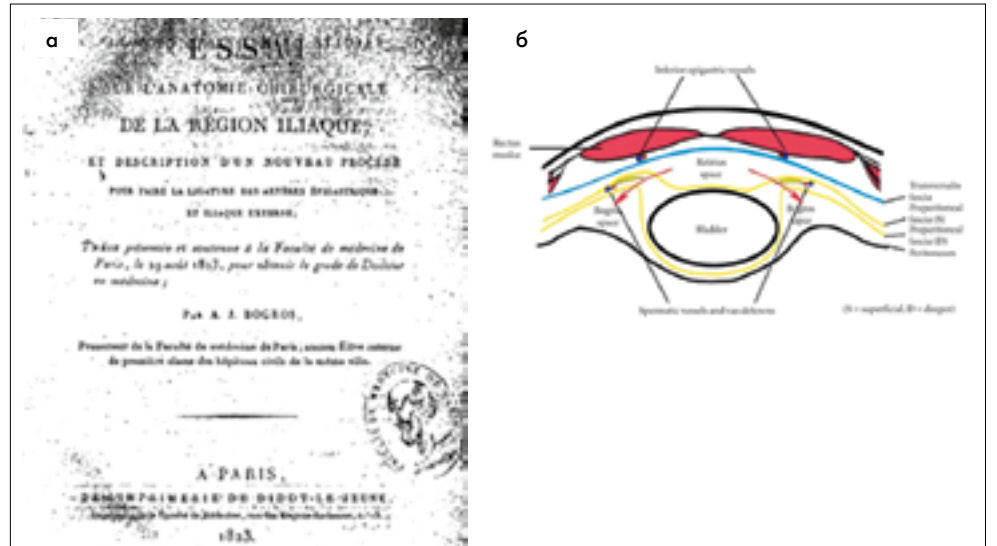 а
ESSAI
SUR L'ANATOMIE CHIRURGICALE
DE LA RÉGION ILIAQUE,
ET DESCRIPTION D'UN NOUVEAU PROCÉDÉ
POUR FAIRE LA LIGATURE DES ARTÈRES ÉPIGASTRIQUE
ET ILIAQUE EXTERNE;
Thèse présentée et soutenue à la Faculté de médecine de
Paris, le 29 août 1823, pour obtenir le grade de Docteur
en médecine;
PAR A. J. BOGROS,
Prosecteur de la Faculté de médecine de Paris; ancien Élève interne
de première classe des hôpitaux civils de la même ville.
A PARIS,
DE L'IMPRIMERIE DE DIDOT LE JEUNE,
1823.
б
Inferior epigastric vessels
Rectus
muscle
Retzius
space
Bogros
space
Bogros
space
Bladder
Transversalis
fascia
Preperitoneal
fascia (S)
Preperitoneal
fascia (D)
Peritoneum
Spermatic vessels and vas deferens
(S = superficial, D = deeper)